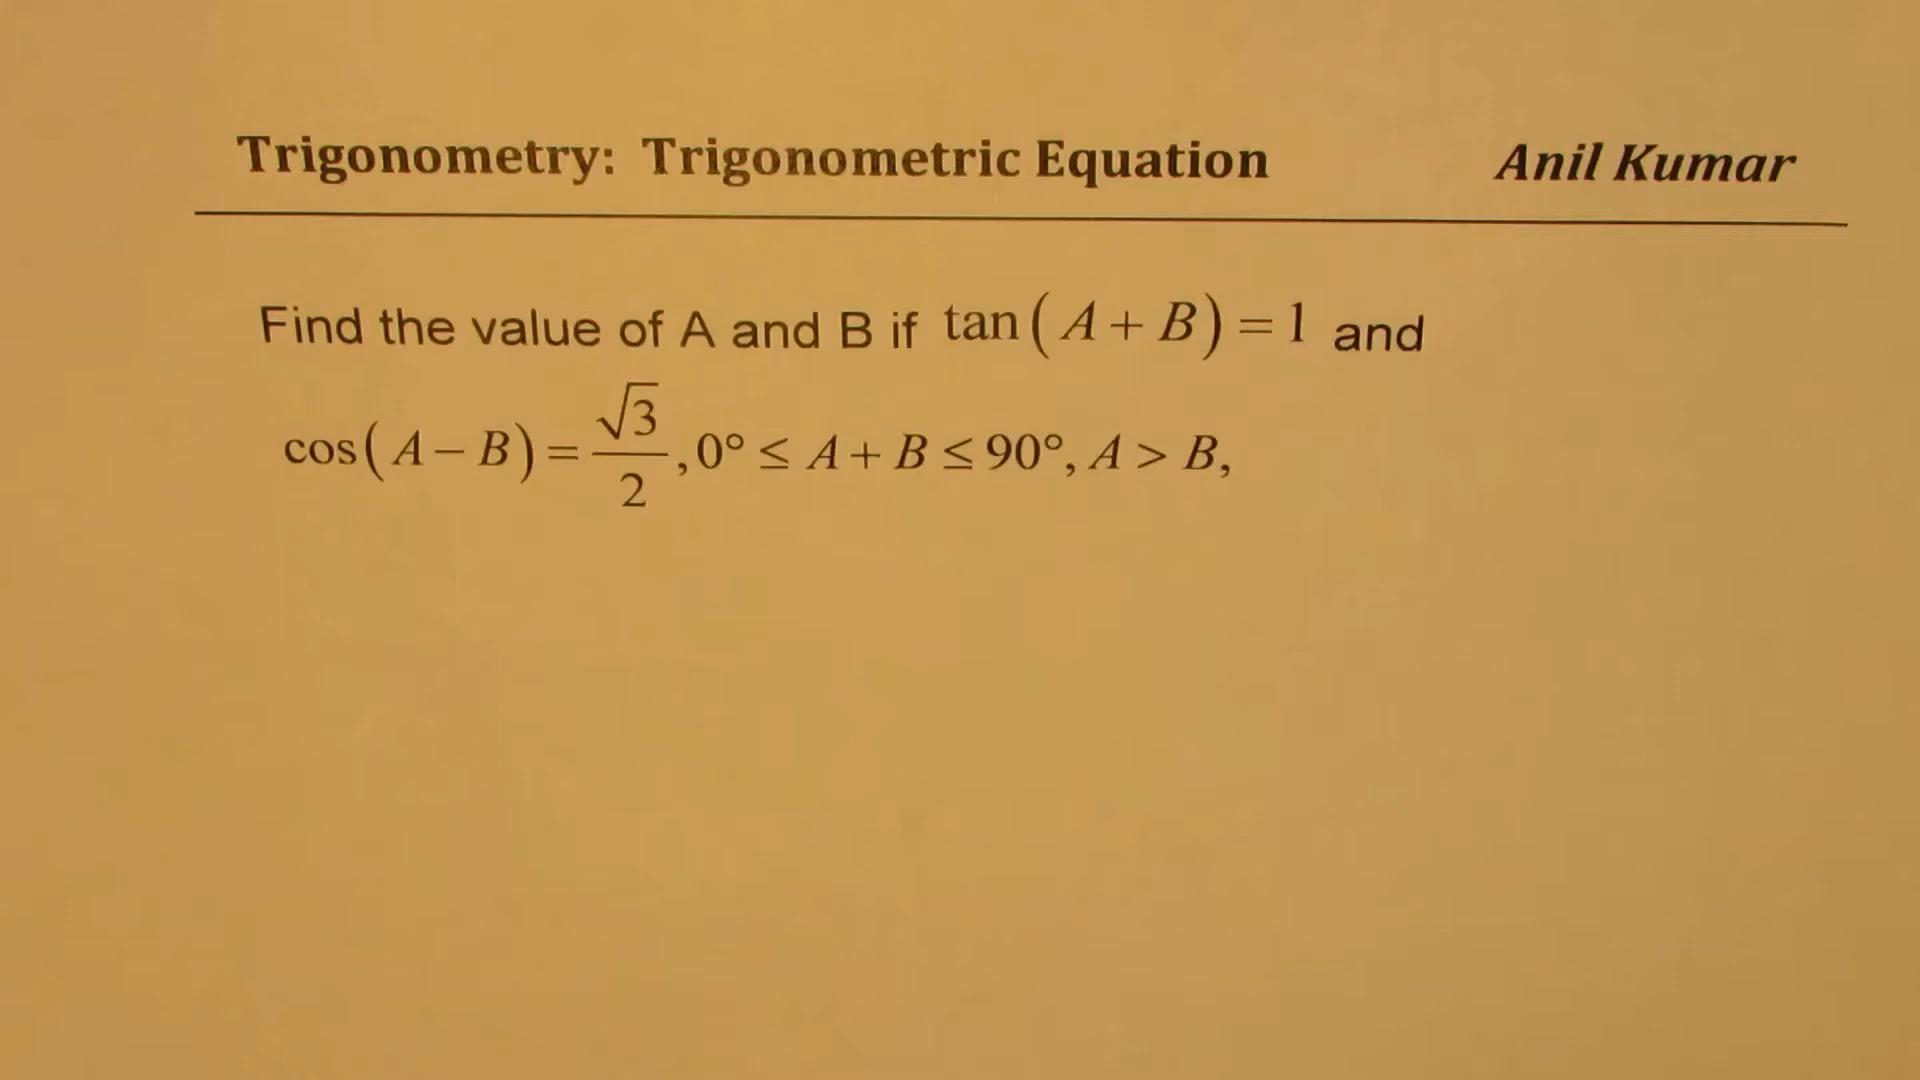 Trigonometry: Trigonometric Equation Anil Kumar
Find the value of A and B if tan(A + B) = 1 and
cos(A − B) = √3/2, 0° ≤ A + B ≤ 90°, A > B,